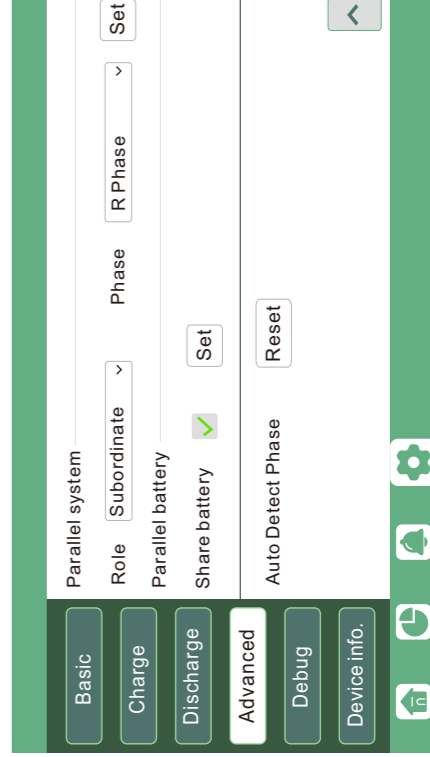 Basic
Charge
Discharge
Advanced
Debug
Device info.
Parallel system
Role Subordinate Phase R Phase Set
Parallel battery
Share battery Set
Auto Detect Phase Reset